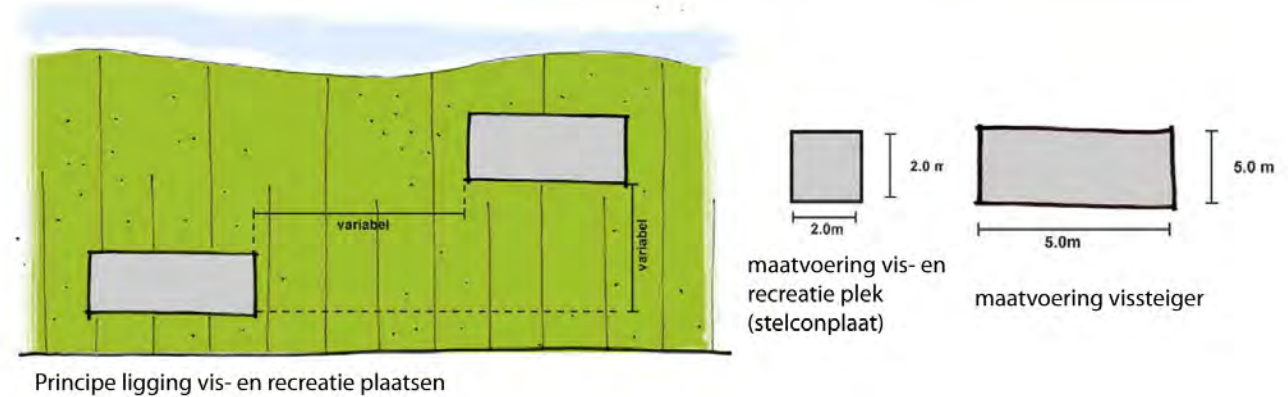 variabel
variabel
Principe ligging vis- en recreatie plaatsen
2.0 m
2.0m
maatvoering vis- en
recreatie plek
(stelconplaat)
5.0 m
5.0m
maatvoering vissteiger